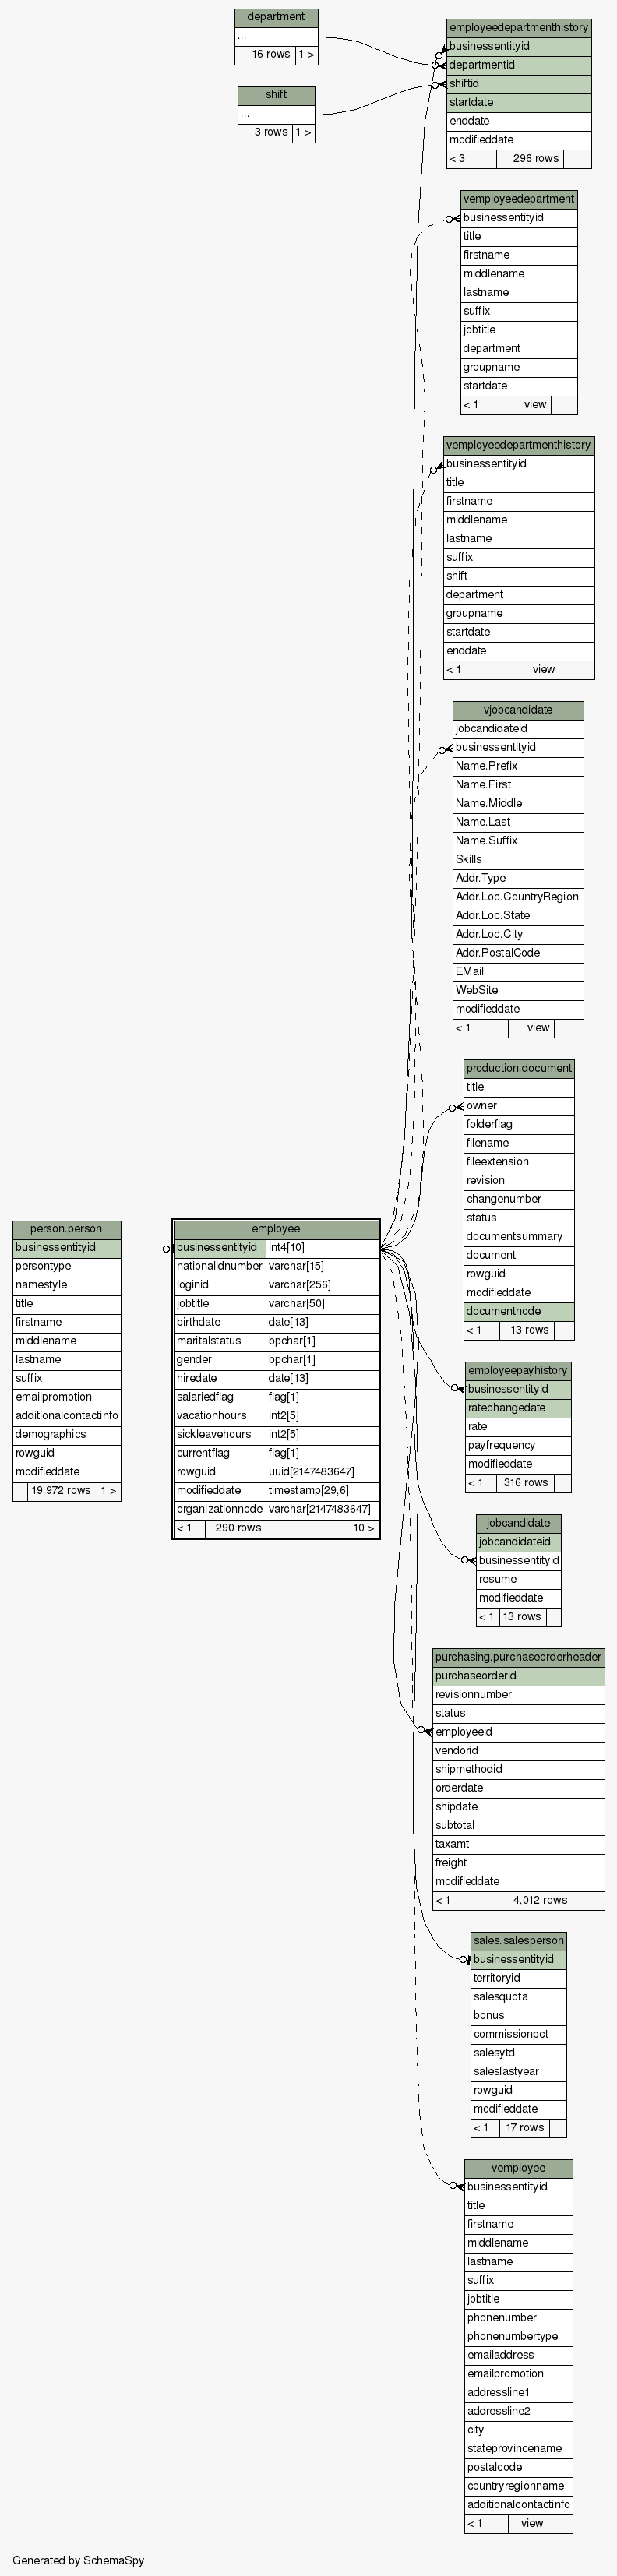 department
...
16 rows 1 >
shift
...
3 rows 1 >
employeedepartmenthistory
businessentityid
departmentid
shiftid
startdate
enddate
modifieddate
< 3 296 rows
vemployeedepartment
businessentityid
title
firstname
middlename
lastname
suffix
jobtitle
department
groupname
startdate
< 1 view
vemployeedepartmenthistory
businessentityid
title
firstname
middlename
lastname
suffix
shift
department
groupname
startdate
enddate
< 1 view
vjobcandidate
jobcandidateid
businessentityid
Name.Prefix
Name.First
Name.Middle
Name.Last
Name.Suffix
Skills
Addr.Type
Addr.Loc.CountryRegion
Addr.Loc.State
Addr.Loc.City
Addr.PostalCode
EMail
WebSite
modifieddate
< 1 view
production.document
title
owner
folderflag
filename
fileextension
revision
changenumber
status
documentsummary
document
rowguid
modifieddate
documentnode
< 1 13 rows
person.person
businessentityid
persontype
namestyle
title
firstname
middlename
lastname
suffix
emailpromotion
additionalcontactinfo
demographics
rowguid
modifieddate
19,972 rows 1 >
employee
businessentityid int4[10]
nationalidnumber varchar[15]
loginid varchar[256]
jobtitle varchar[50]
birthdate date[13]
maritalstatus bpchar[1]
gender bpchar[1]
hiredate date[13]
salariedflag flag[1]
vacationhours int2[5]
sickleavehours int2[5]
currentflag flag[1]
rowguid uuid[2147483647]
modifieddate timestamp[29,6]
organizationnode varchar[2147483647]
< 1 290 rows 10 >
employeepayhistory
businessentityid
ratechangedate
rate
payfrequency
modifieddate
< 1 316 rows
jobcandidate
jobcandidateid
businessentityid
resume
modifieddate
< 1 13 rows
purchasing.purchaseorderheader
purchaseorderid
revisionnumber
status
employeeid
vendorid
shipmethodid
orderdate
shipdate
subtotal
taxamt
freight
modifieddate
< 1 4,012 rows
sales.salesperson
businessentityid
territoryid
salesquota
bonus
commissionpct
salesytd
saleslastyear
rowguid
modifieddate
< 1 17 rows
vemployee
businessentityid
title
firstname
middlename
lastname
suffix
jobtitle
phonenumber
phonenumbertype
emailaddress
emailpromotion
addressline1
addressline2
city
stateprovincename
postalcode
countryregionname
additionalcontactinfo
< 1 view
Generated by SchemaSpy